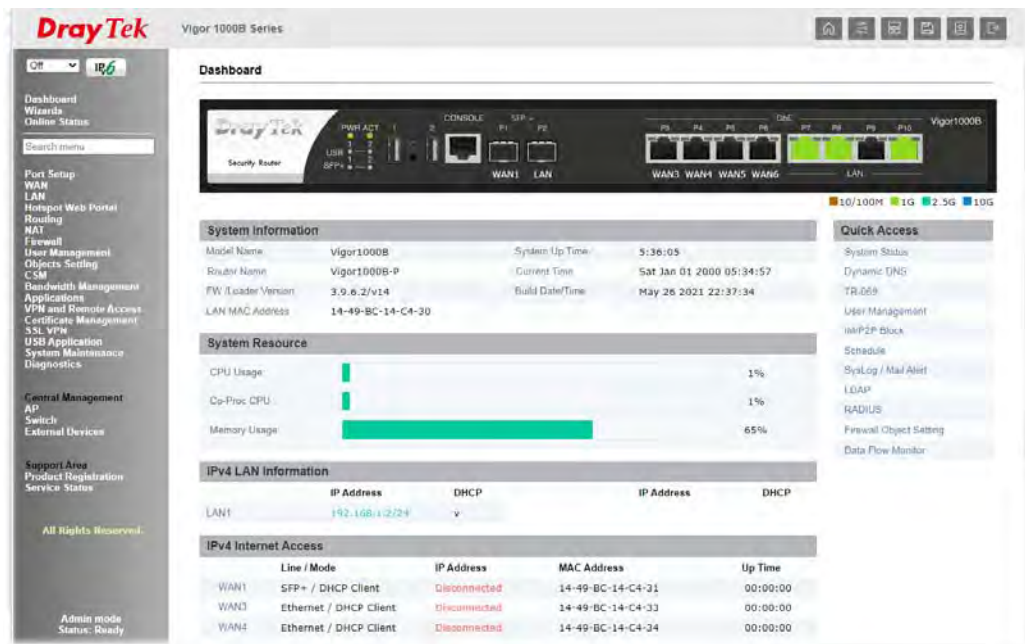 DrayTek
Vigor 1000B Series
Off
IPv6
Dashboard
Wizards
Online Status
Search menu
Port Setup
WAN
LAN
Hotspot Web Portal
Routing
NAT
Firewall
User Management
Objects Setting
CSM
Bandwidth Management
Applications
VPN and Remote Access
Certificate Management
SSL VPN
USB Application
System Maintenance
Diagnostics
Central Management
AP
Switch
External Devices
Support Area
Product Registration
Service Status
All Rights Reserved.
Admin mode
Status: Ready
Dashboard
DrayTek
Security Router
PWR ACT
1 2
USB
SFP+
1
2
CONSOLE
SFP+
P1 P2
WAN1 LAN
GbE
P3 P4 P5 P6 P7 P8 P9 P10
WAN3 WAN4 WAN5 WAN6 LAN
Vigor1000B
10/100M 1G 2.5G 10G
System Information
Model Name Vigor1000B System Up Time 5:36:05
Router Name Vigor1000B-P Current Time Sat Jan 01 2000 05:34:57
FW /Loader Version 3.9.6.2/v14 Build Date/Time May 26 2021 22:37:34
LAN MAC Address 14-49-BC-14-C4-30
System Resource
CPU Usage 1%
Co-Proc CPU 1%
Memory Usage 65%
IPv4 LAN Information
IP Address DHCP IP Address DHCP
LAN1 192.168.1.2/24 v
IPv4 Internet Access
Line / Mode IP Address MAC Address Up Time
WAN1 SFP+ / DHCP Client Disconnected 14-49-BC-14-C4-31 00:00:00
WAN3 Ethernet / DHCP Client Disconnected 14-49-BC-14-C4-33 00:00:00
WAN4 Ethernet / DHCP Client Disconnected 14-49-BC-14-C4-34 00:00:00
Quick Access
System Status
Dynamic DNS
TR-069
User Management
IM/P2P Block
Schedule
SysLog / Mail Alert
LDAP
RADIUS
Firewall Object Setting
Data Flow Monitor